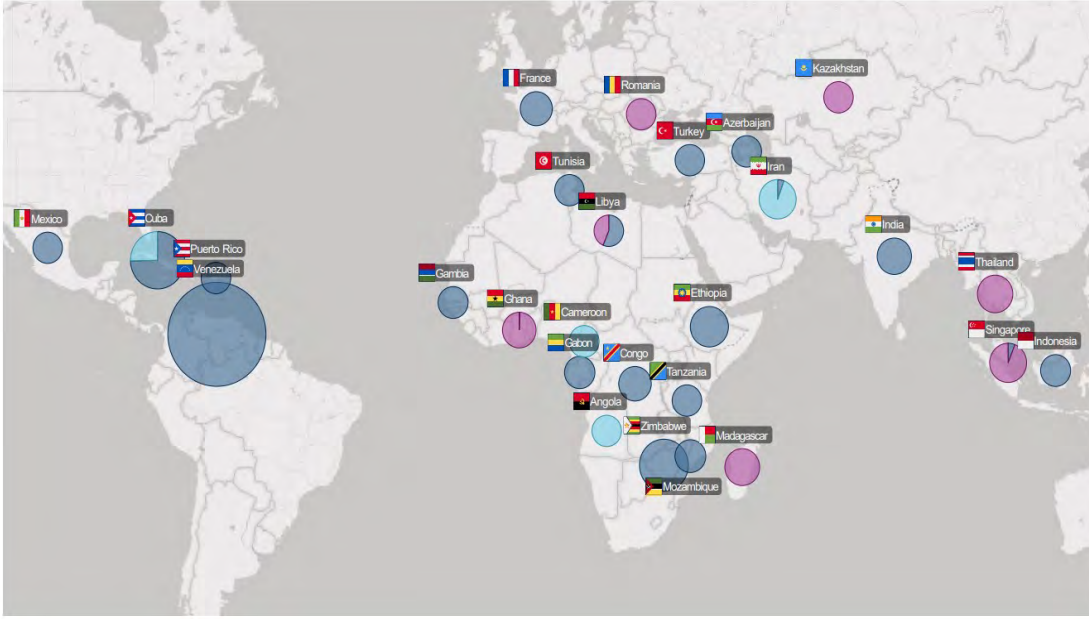 Kazakhstan
France
Romania
Azerbaijan
Turkey
Tunisia
Iran
Libya
Mexico
Cuba
India
Puerto Rico
Venezuela
Gambia
Thailand
Ghana
Ethiopia
Cameroon
Singapore
Gabon
Indonesia
Congo
Tanzania
Angola
Zimbabwe
Madagascar
Mozambique